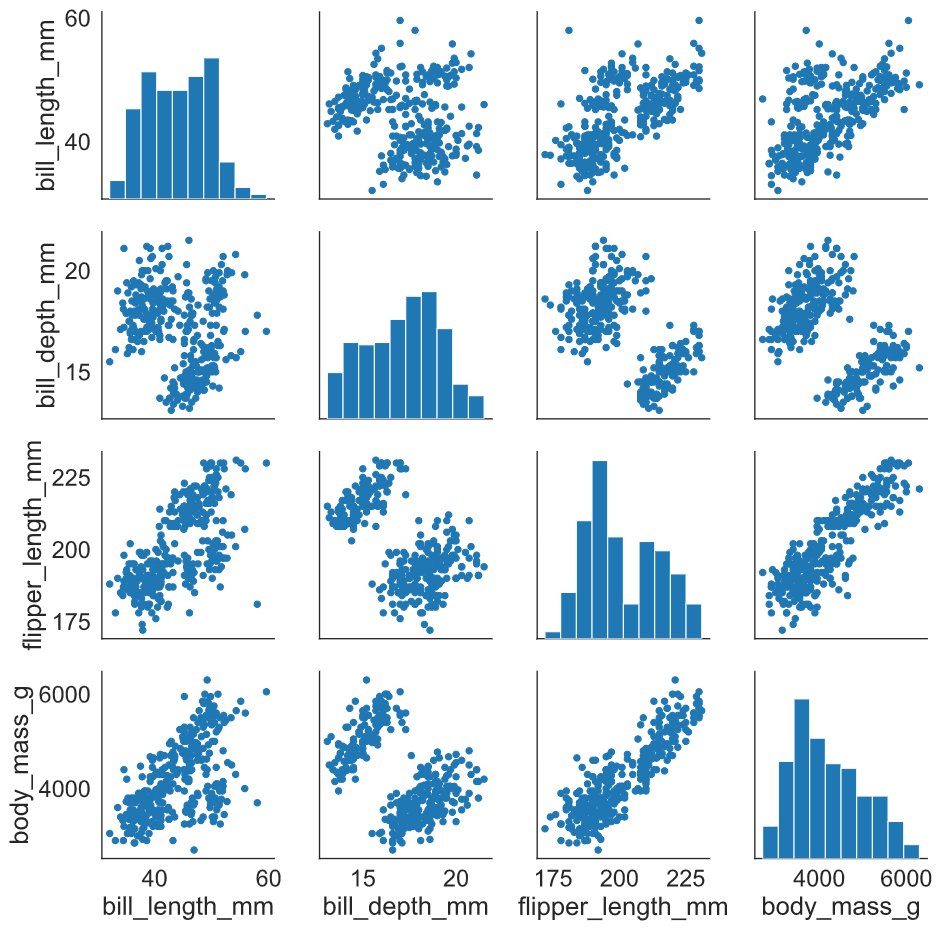 60
40
bill_length_mm
20
15
bill_depth_mm
225
200
175
flipper_length_mm
6000
4000
body_mass_g
40 60 15 20 175 200 225 4000 6000
bill_length_mm bill_depth_mm flipper_length_mm body_mass_g